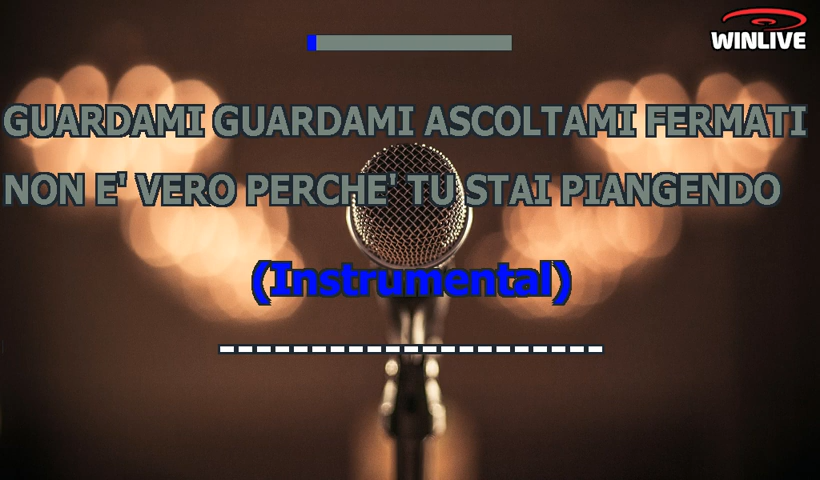 WINLIVE
GUARDAMI GUARDAMI ASCOLTAMI FERMATI
NON E' VERO PERCHE' TU STAI PIANGENDO
(Instrumental)